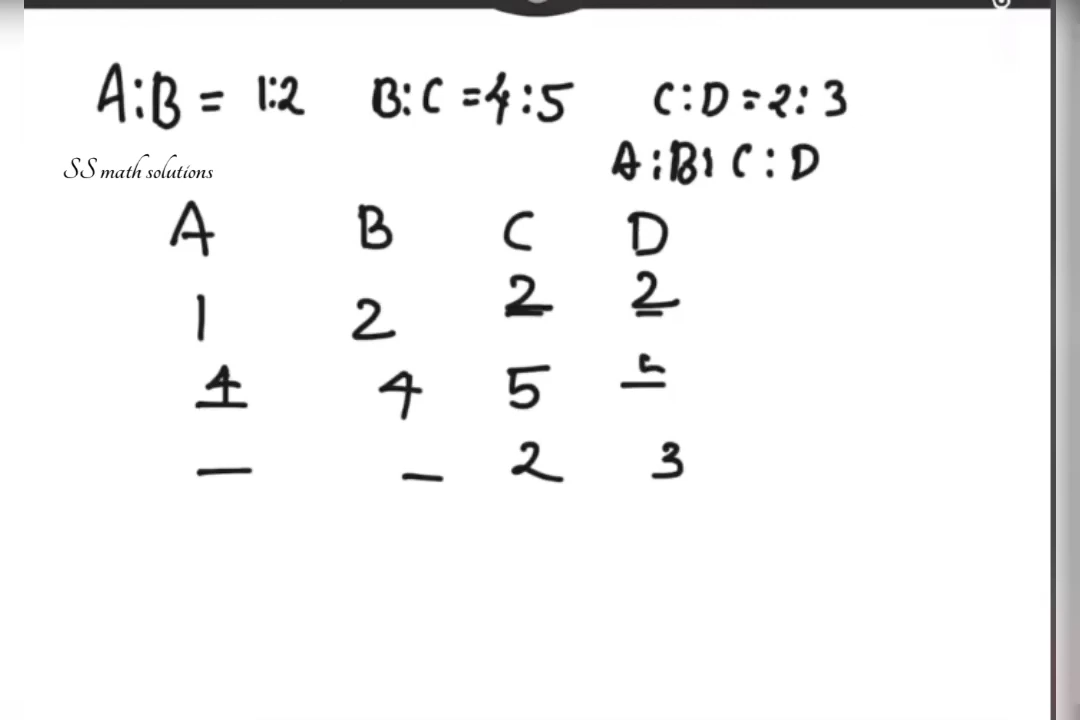 A:B = 1:2 B:C =4:5 C:D=2:3
SS math solutions A:B: C:D
A B C D
1 2 2 2
4 4 5
— — 2 3